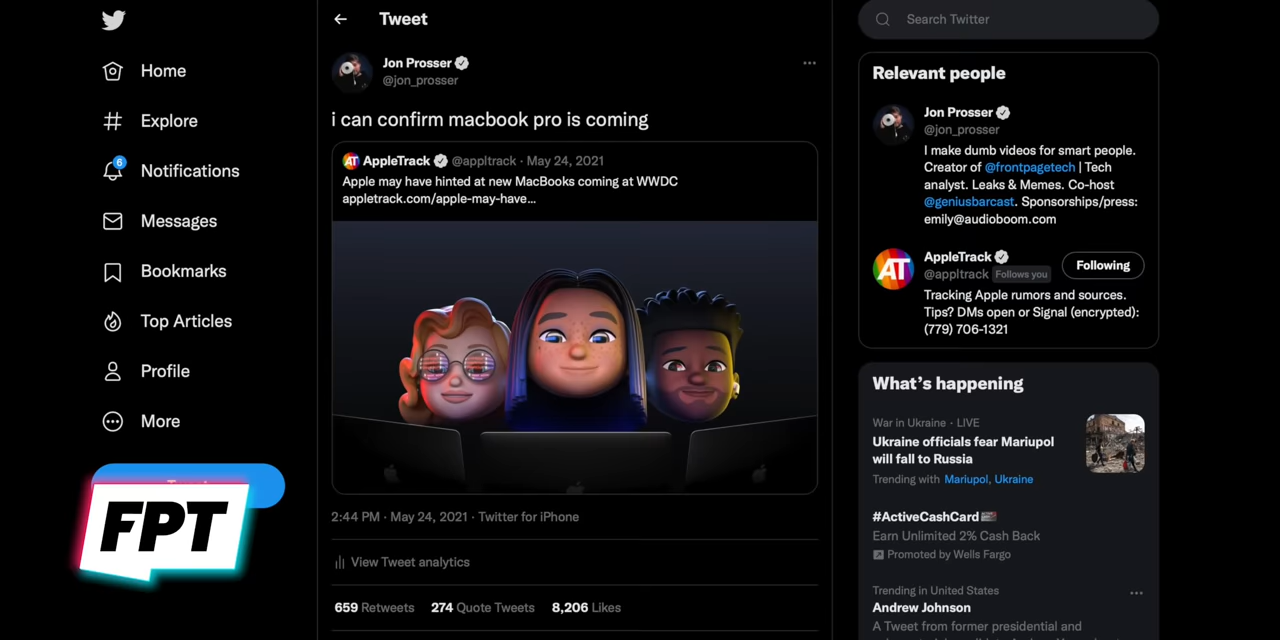 Home
Explore
6
Notifications
Messages
Bookmarks
Top Articles
Profile
More
FPT
Tweet
Jon Prosser
@jon_prosser
i can confirm macbook pro is coming
AT AppleTrack @appltrack · May 24, 2021
Apple may have hinted at new MacBooks coming at WWDC
appletrack.com/apple-may-have…
2:44 PM · May 24, 2021 · Twitter for iPhone
View Tweet analytics
659 Retweets 274 Quote Tweets 8,206 Likes
Search Twitter
Relevant people
Jon Prosser
@jon_prosser
I make dumb videos for smart people.
Creator of @frontpagetech | Tech
analyst. Leaks & Memes. Co-host
@geniusbarcast. Sponsorships/press:
emily@audioboom.com
AT
AppleTrack
@appltrack Follows you
Following
Tracking Apple rumors and sources.
Tips? DMs open or Signal (encrypted):
(779) 706-1321
What's happening
War in Ukraine · LIVE
Ukraine officials fear Mariupol
will fall to Russia
Trending with Mariupol, Ukraine
#ActiveCashCard
Earn Unlimited 2% Cash Back
Promoted by Wells Fargo
Trending in United States
Andrew Johnson
A Tweet from former presidential and